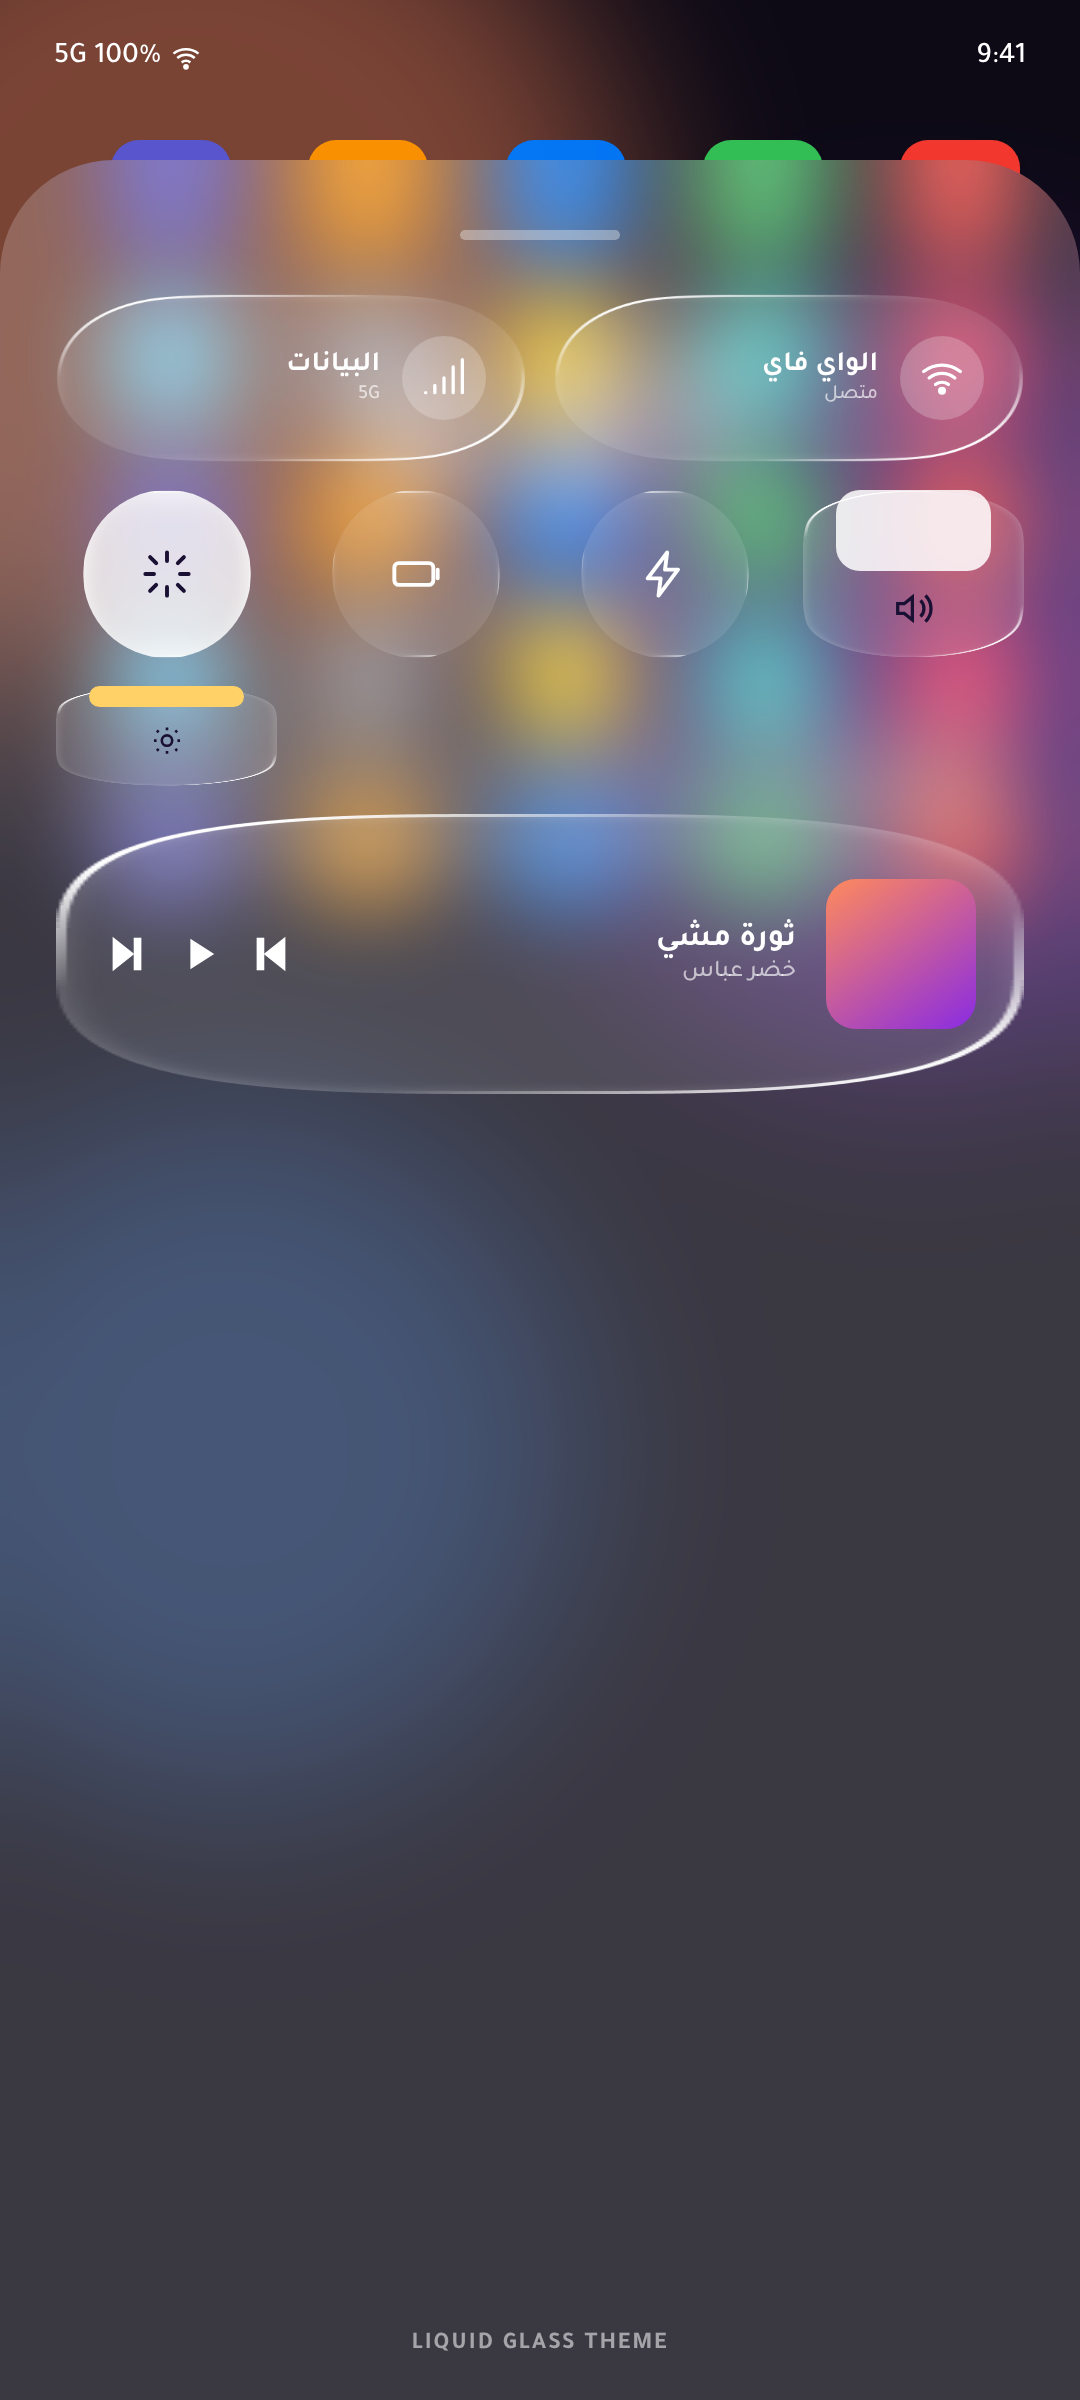 5G 100%
9:41
الواي فاي
متصل
البيانات
5G
ثورة مشي
خضر عباس
LIQUID GLASS THEME